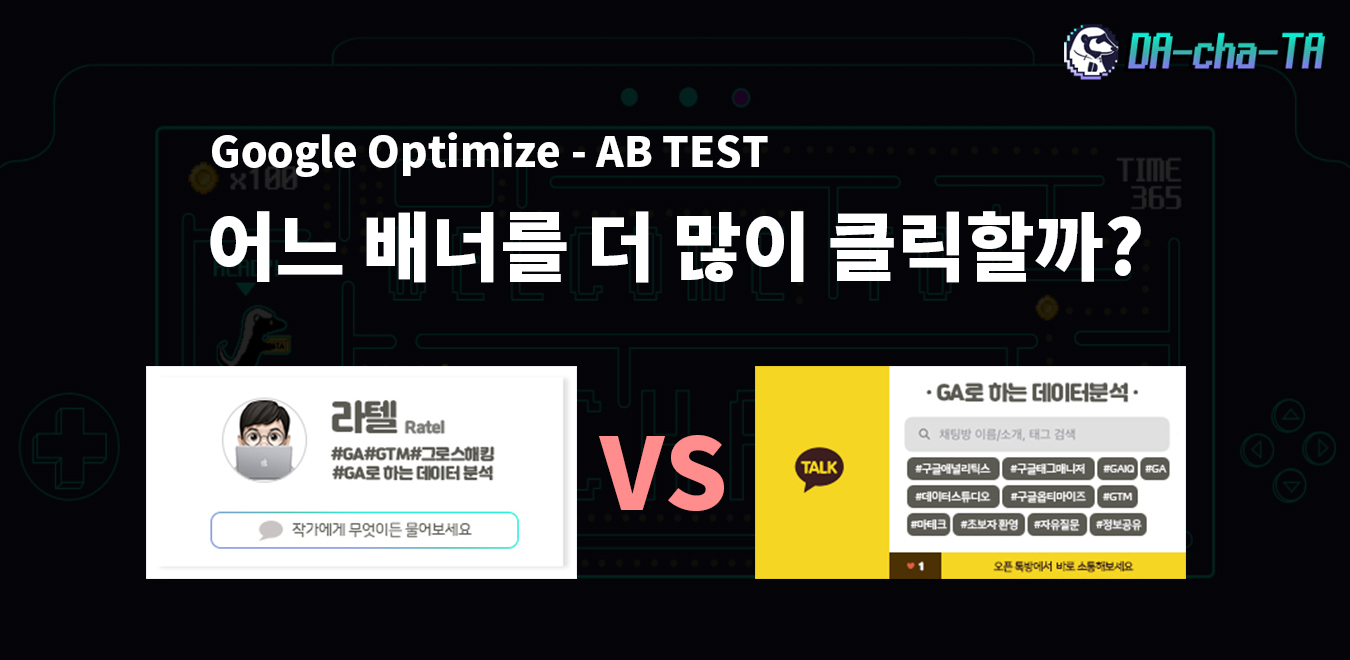 DA-cha-TA
Google Optimize - AB TEST
x100
TIME
365
어느 배너를 더 많이 클릭할까?
라텔 Ratel
#GA#GTM#그로스해킹
#GA로 하는 데이터 분석
작가에게 무엇이든 물어보세요
VS
TALK
· GA로 하는 데이터분석 ·
채팅방 이름/소개, 태그 검색
#구글애널리틱스 #구글태그매니저 #GAIQ #GA
#데이터스튜디오 #구글옵티마이즈 #GTM
#마테크 #초보자 환영 #자유질문 #정보공유
1
오픈 톡방에서 바로 소통해보세요